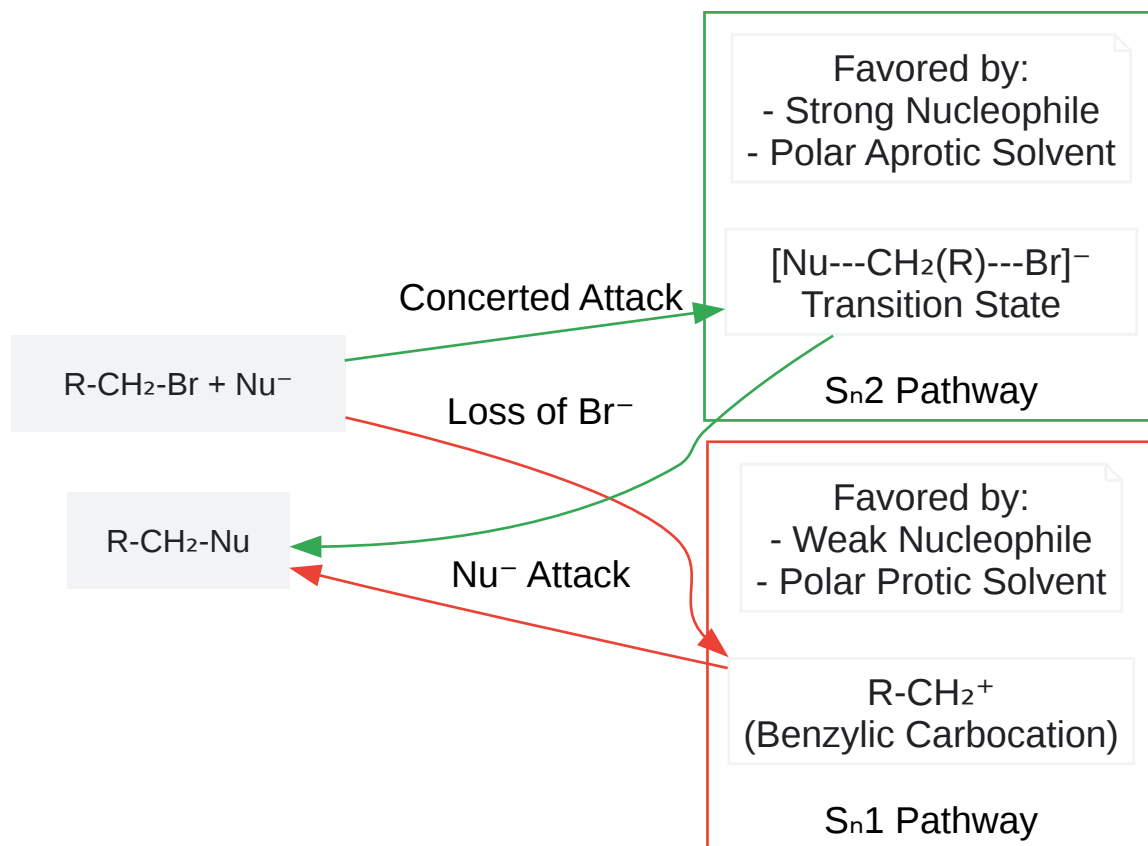 Favored by:
- Strong Nucleophile
- Polar Aprotic Solvent
[Nu---CH₂(R)---Br]⁻
Transition State
Concerted Attack
R-CH₂-Br + Nu⁻
Sₙ2 Pathway
Loss of Br⁻
Favored by:
- Weak Nucleophile
- Polar Protic Solvent
R-CH₂-Nu
Nu⁻ Attack
R-CH₂⁺
(Benzylic Carbocation)
Sₙ1 Pathway